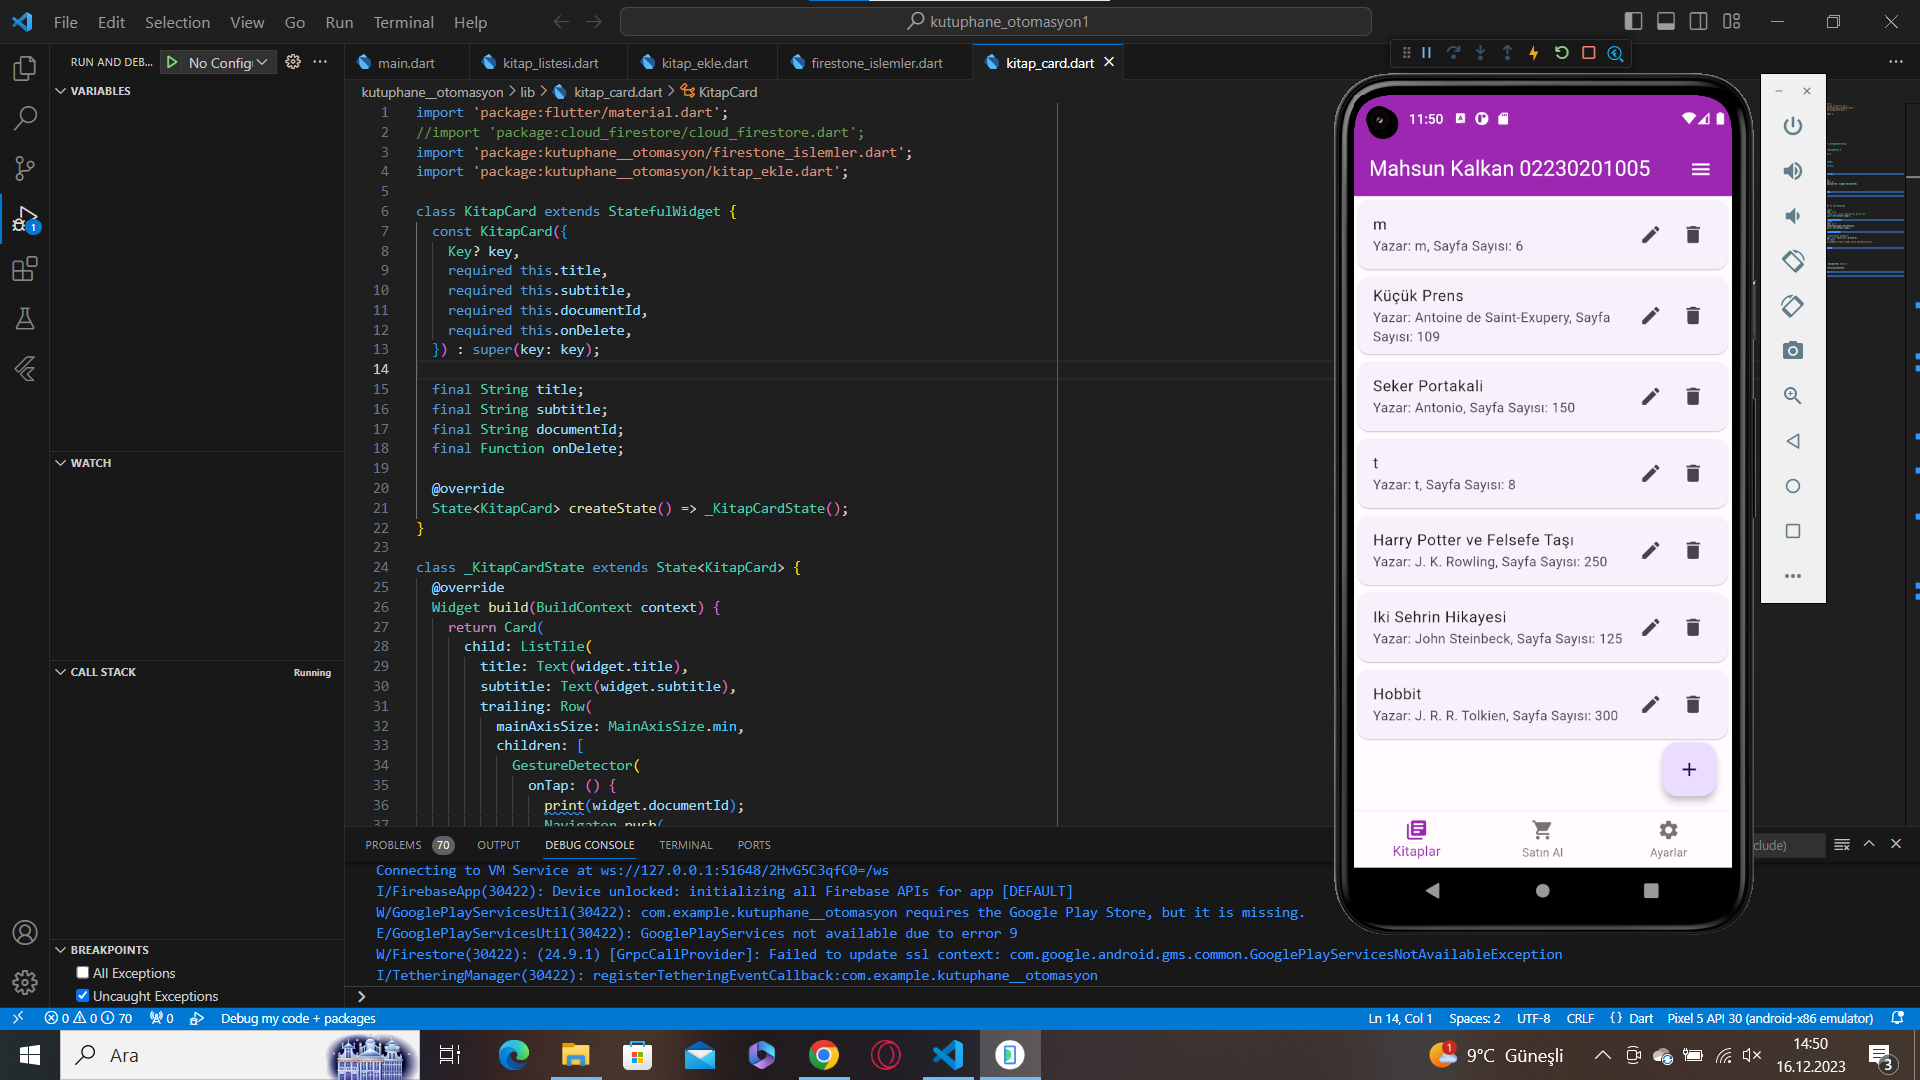 File Edit Selection View Go Run Terminal Help
kutuphane_otomasyon1
RUN AND DEB... No Config
main.dart kitap_listesi.dart kitap_ekle.dart firestone_islemler.dart kitap_card.dart
kutuphane__otomasyon > lib > kitap_card.dart > KitapCard
VARIABLES
WATCH
CALL STACK Running
BREAKPOINTS
All Exceptions
Uncaught Exceptions
1 import 'package:flutter/material.dart';
2 //import 'package:cloud_firestore/cloud_firestore.dart';
3 import 'package:kutuphane__otomasyon/firestone_islemler.dart';
4 import 'package:kutuphane__otomasyon/kitap_ekle.dart';
5
6 class KitapCard extends StatefulWidget {
7 const KitapCard({
8 Key? key,
9 required this.title,
10 required this.subtitle,
11 required this.documentId,
12 required this.onDelete,
13 }) : super(key: key);
14
15 final String title;
16 final String subtitle;
17 final String documentId;
18 final Function onDelete;
19
20 @override
21 State<KitapCard> createState() => _KitapCardState();
22 }
23
24 class _KitapCardState extends State<KitapCard> {
25 @override
26 Widget build(BuildContext context) {
27 return Card(
28 child: ListTile(
29 title: Text(widget.title),
30 subtitle: Text(widget.subtitle),
31 trailing: Row(
32 mainAxisSize: MainAxisSize.min,
33 children: [
34 GestureDetector(
35 onTap: () {
36 print(widget.documentId);
37 Navigator.push(
11:50
Mahsun Kalkan 02230201005
m
Yazar: m, Sayfa Sayısı: 6
Küçük Prens
Yazar: Antoine de Saint-Exupery, Sayfa
Sayısı: 109
Seker Portakali
Yazar: Antonio, Sayfa Sayısı: 150
t
Yazar: t, Sayfa Sayısı: 8
Harry Potter ve Felsefe Taşı
Yazar: J. K. Rowling, Sayfa Sayısı: 250
Iki Sehrin Hikayesi
Yazar: John Steinbeck, Sayfa Sayısı: 125
Hobbit
Yazar: J. R. R. Tolkien, Sayfa Sayısı: 300
+
Kitaplar Satın Al Ayarlar
PROBLEMS 70 OUTPUT DEBUG CONSOLE TERMINAL PORTS
clude)
Connecting to VM Service at ws://127.0.0.1:51648/2HvG5C3qfC0=/ws
I/FirebaseApp(30422): Device unlocked: initializing all Firebase APIs for app [DEFAULT]
W/GooglePlayServicesUtil(30422): com.example.kutuphane__otomasyon requires the Google Play Store, but it is missing.
E/GooglePlayServicesUtil(30422): GooglePlayServices not available due to error 9
W/Firestore(30422): (24.9.1) [GrpcCallProvider]: Failed to update ssl context: com.google.android.gms.common.GooglePlayServicesNotAvailableException
I/TetheringManager(30422): registerTetheringEventCallback:com.example.kutuphane__otomasyon
0 0 70 0 Debug my code + packages
Ln 14, Col 1 Spaces: 2 UTF-8 CRLF {} Dart Pixel 5 API 30 (android-x86 emulator)
Ara
1 9°C Güneşli
14:50
16.12.2023
3